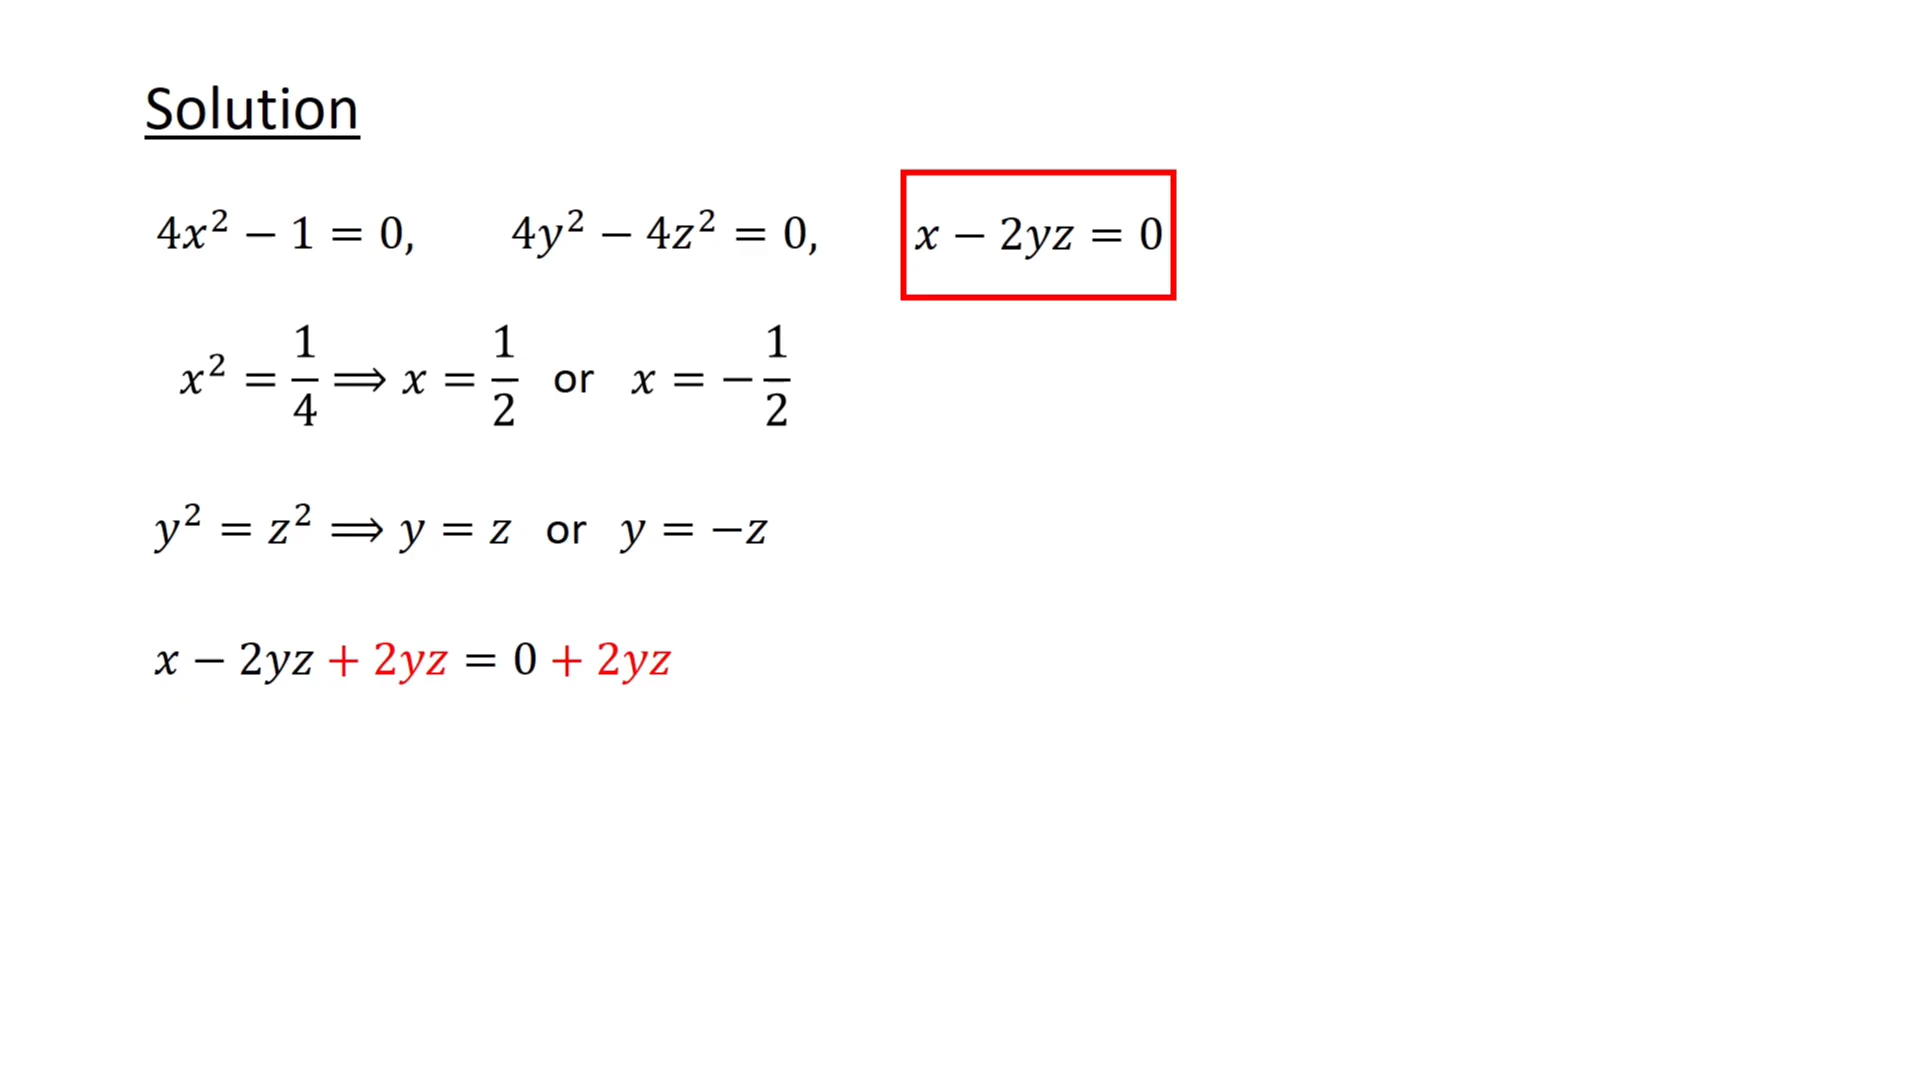 Solution
4x² − 1 = 0, 4y² − 4z² = 0, x − 2yz = 0
x² = 1/4 ⟹ x = 1/2 or x = −1/2
y² = z² ⟹ y = z or y = −z
x − 2yz + 2yz = 0 + 2yz